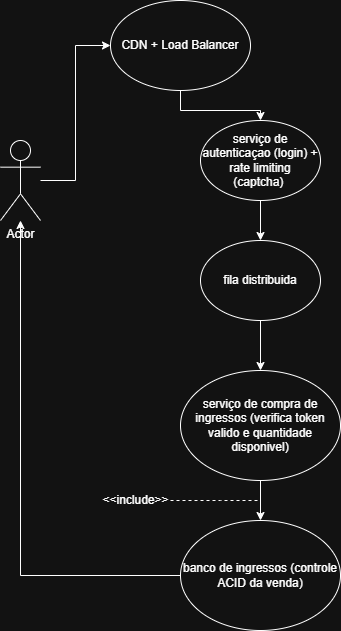 CDN + Load Balancer
serviço de
autenticaçao (login) +
rate limiting
(captcha)
Actor
fila distribuida
serviço de compra de
ingressos (verifica token
valido e quantidade
disponivel)
<<include>>
banco de ingressos (controle
ACID da venda)